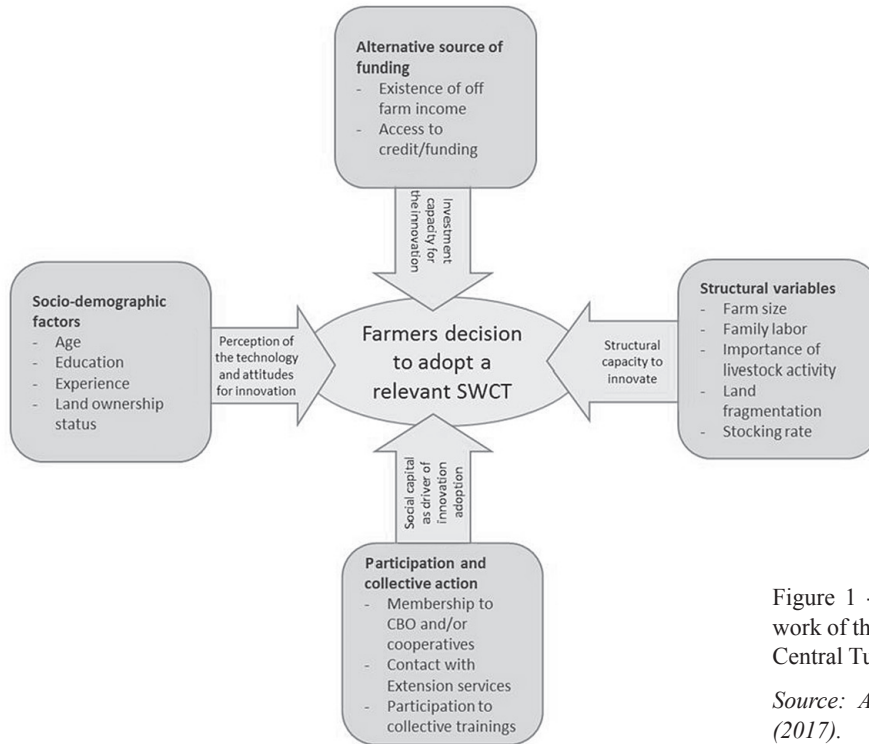 Alternative source of
funding
- Existence of off
farm income
- Access to
credit/funding
Investment
capacity for
the innovation
Socio-demographic
factors
- Age
- Education
- Experience
- Land ownership
status
Perception of
the technology
and attitudes
for innovation
Farmers decision
to adopt a
relevant SWCT
Structural
capacity to
innovate
Structural variables
- Farm size
- Family labor
- Importance of
livestock activity
- Land
fragmentation
- Stocking rate
Social capital
as driver of
innovation
adoption
Participation and
collective action
- Membership to
CBO and/or
cooperatives
- Contact with
Extension services
- Participation to
collective trainings
Figure 1
work of th
Central Tu
Source: A
(2017).